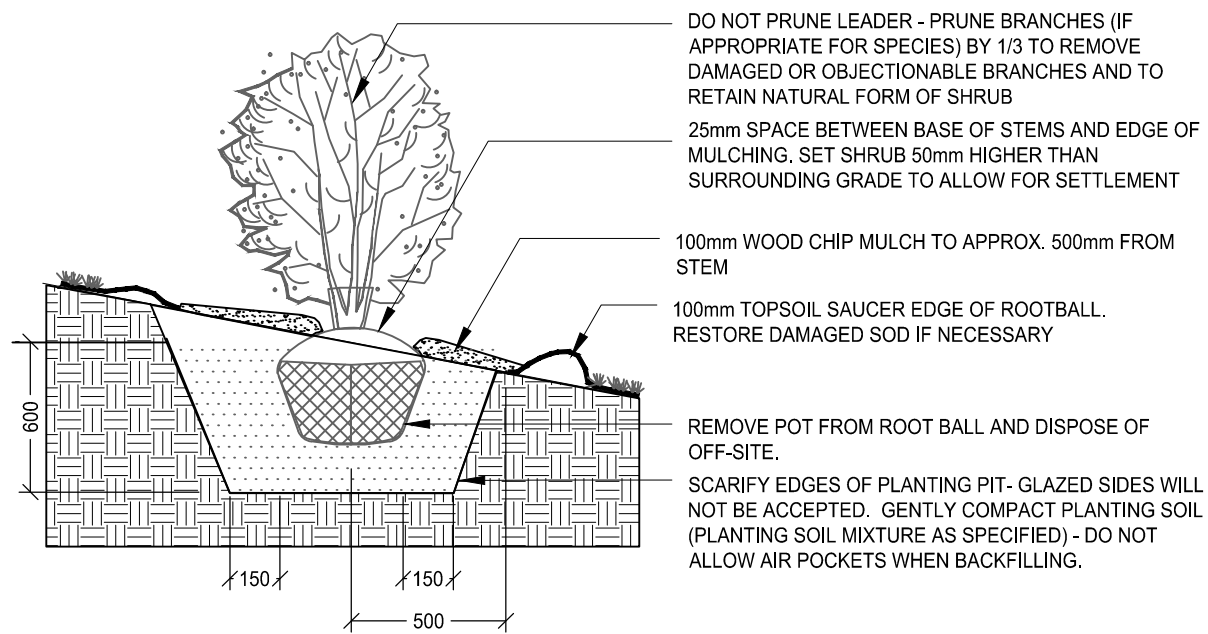 DO NOT PRUNE LEADER - PRUNE BRANCHES (IF
APPROPRIATE FOR SPECIES) BY 1/3 TO REMOVE
DAMAGED OR OBJECTIONABLE BRANCHES AND TO
RETAIN NATURAL FORM OF SHRUB
25mm SPACE BETWEEN BASE OF STEMS AND EDGE OF
MULCHING. SET SHRUB 50mm HIGHER THAN
SURROUNDING GRADE TO ALLOW FOR SETTLEMENT
100mm WOOD CHIP MULCH TO APPROX. 500mm FROM
STEM
100mm TOPSOIL SAUCER EDGE OF ROOTBALL.
RESTORE DAMAGED SOD IF NECESSARY
600
REMOVE POT FROM ROOT BALL AND DISPOSE OF
OFF-SITE.
SCARIFY EDGES OF PLANTING PIT- GLAZED SIDES WILL
NOT BE ACCEPTED. GENTLY COMPACT PLANTING SOIL
(PLANTING SOIL MIXTURE AS SPECIFIED) - DO NOT
ALLOW AIR POCKETS WHEN BACKFILLING.
150
150
500